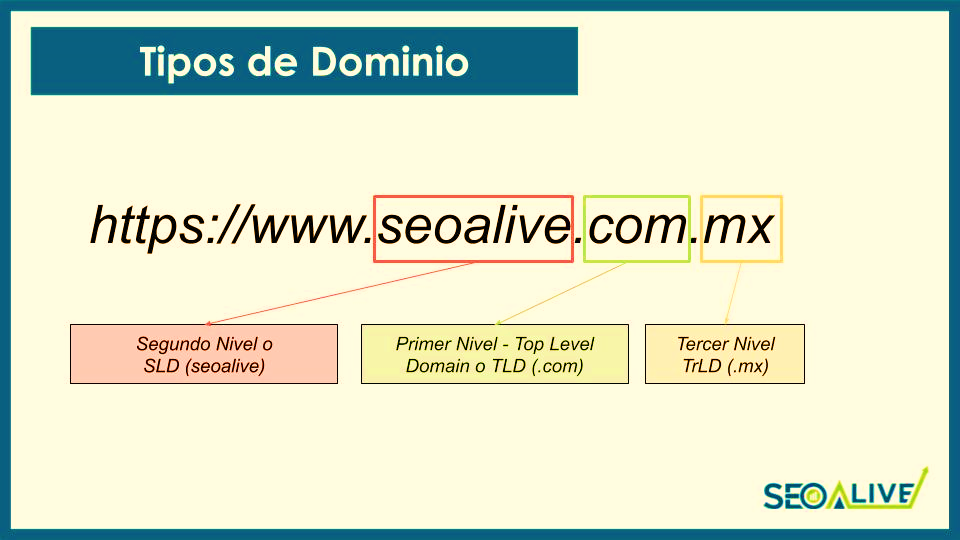 Tipos de Dominio
https://www.seoalive.com.mx
Segundo Nivel o
SLD (seoalive)
Primer Nivel - Top Level
Domain o TLD (.com)
Tercer Nivel
TrLD (.mx)
SEOALIVE